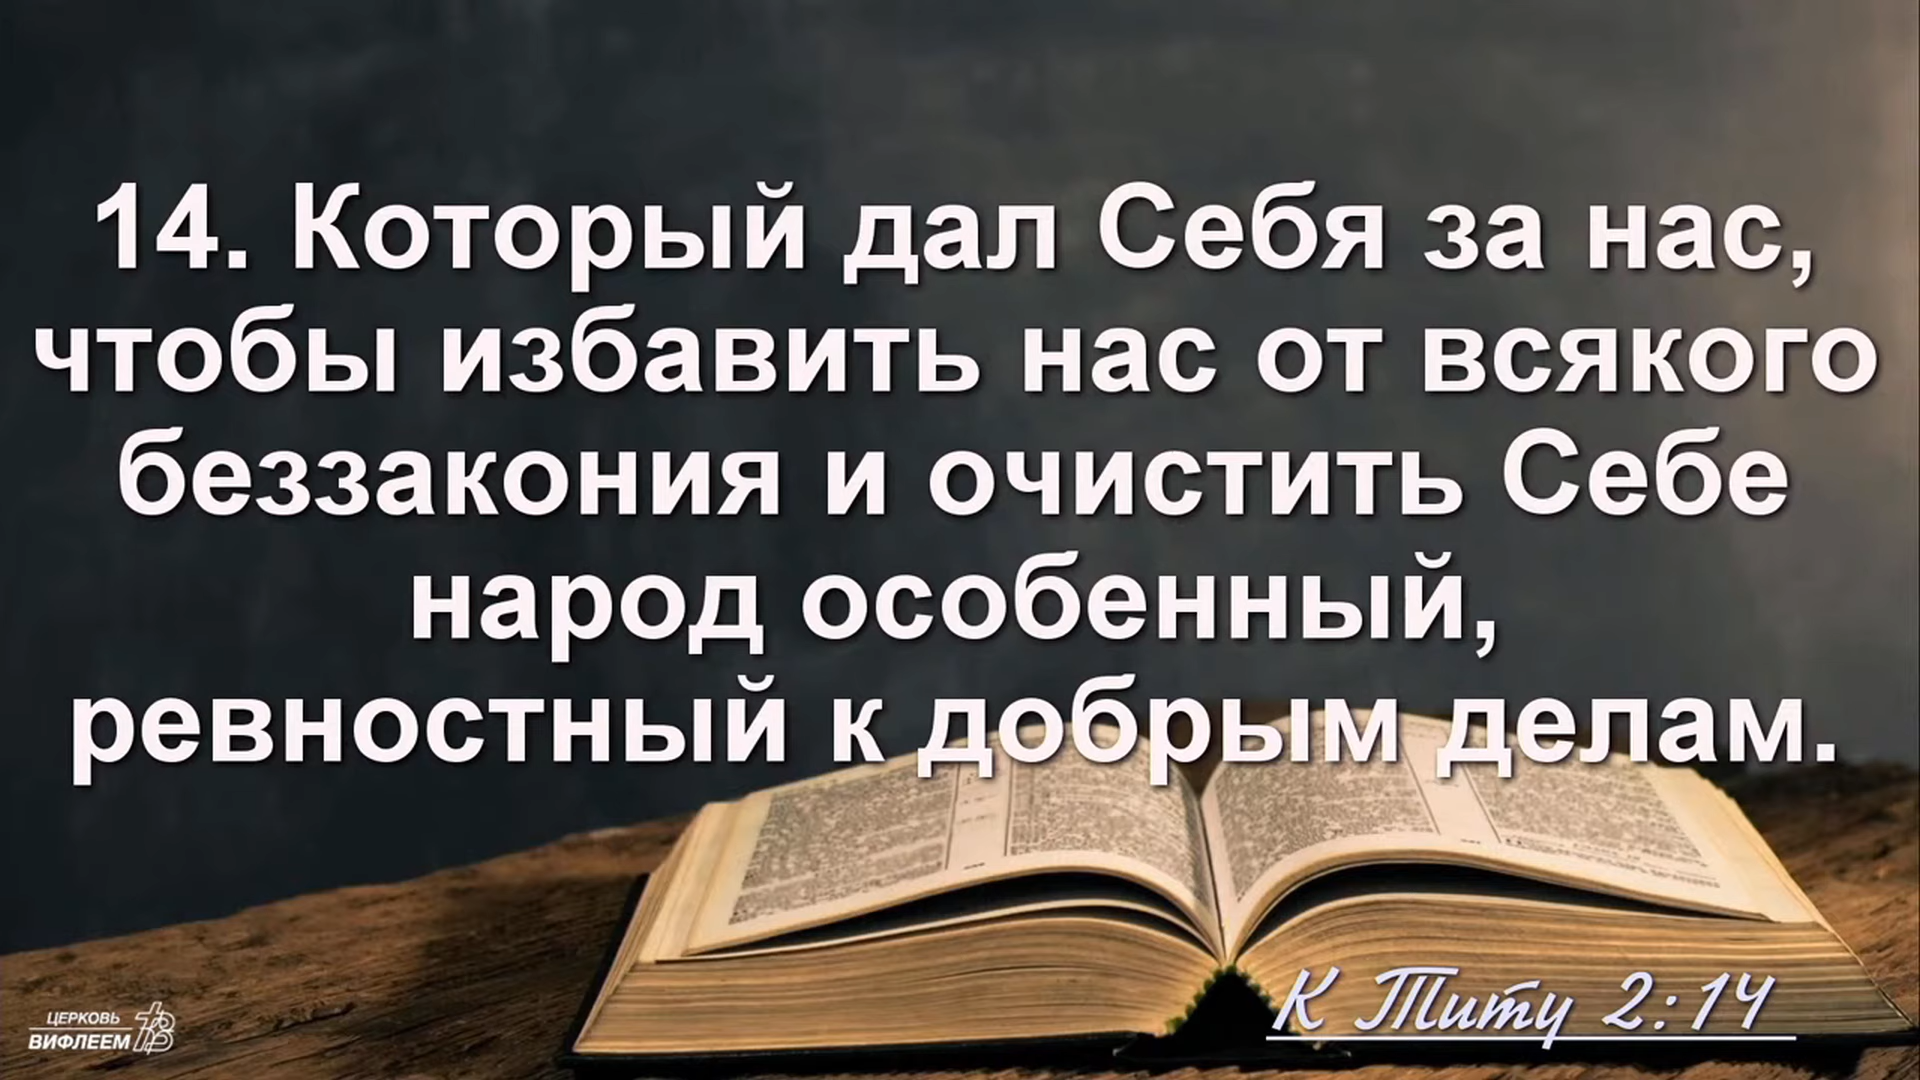 14. Который дал Себя за нас,
чтобы избавить нас от всякого
беззакония и очистить Себе
народ особенный,
ревностный к добрым делам.
К Титу 2:14
ЦЕРКОВЬ
ВИФЛЕЕМ